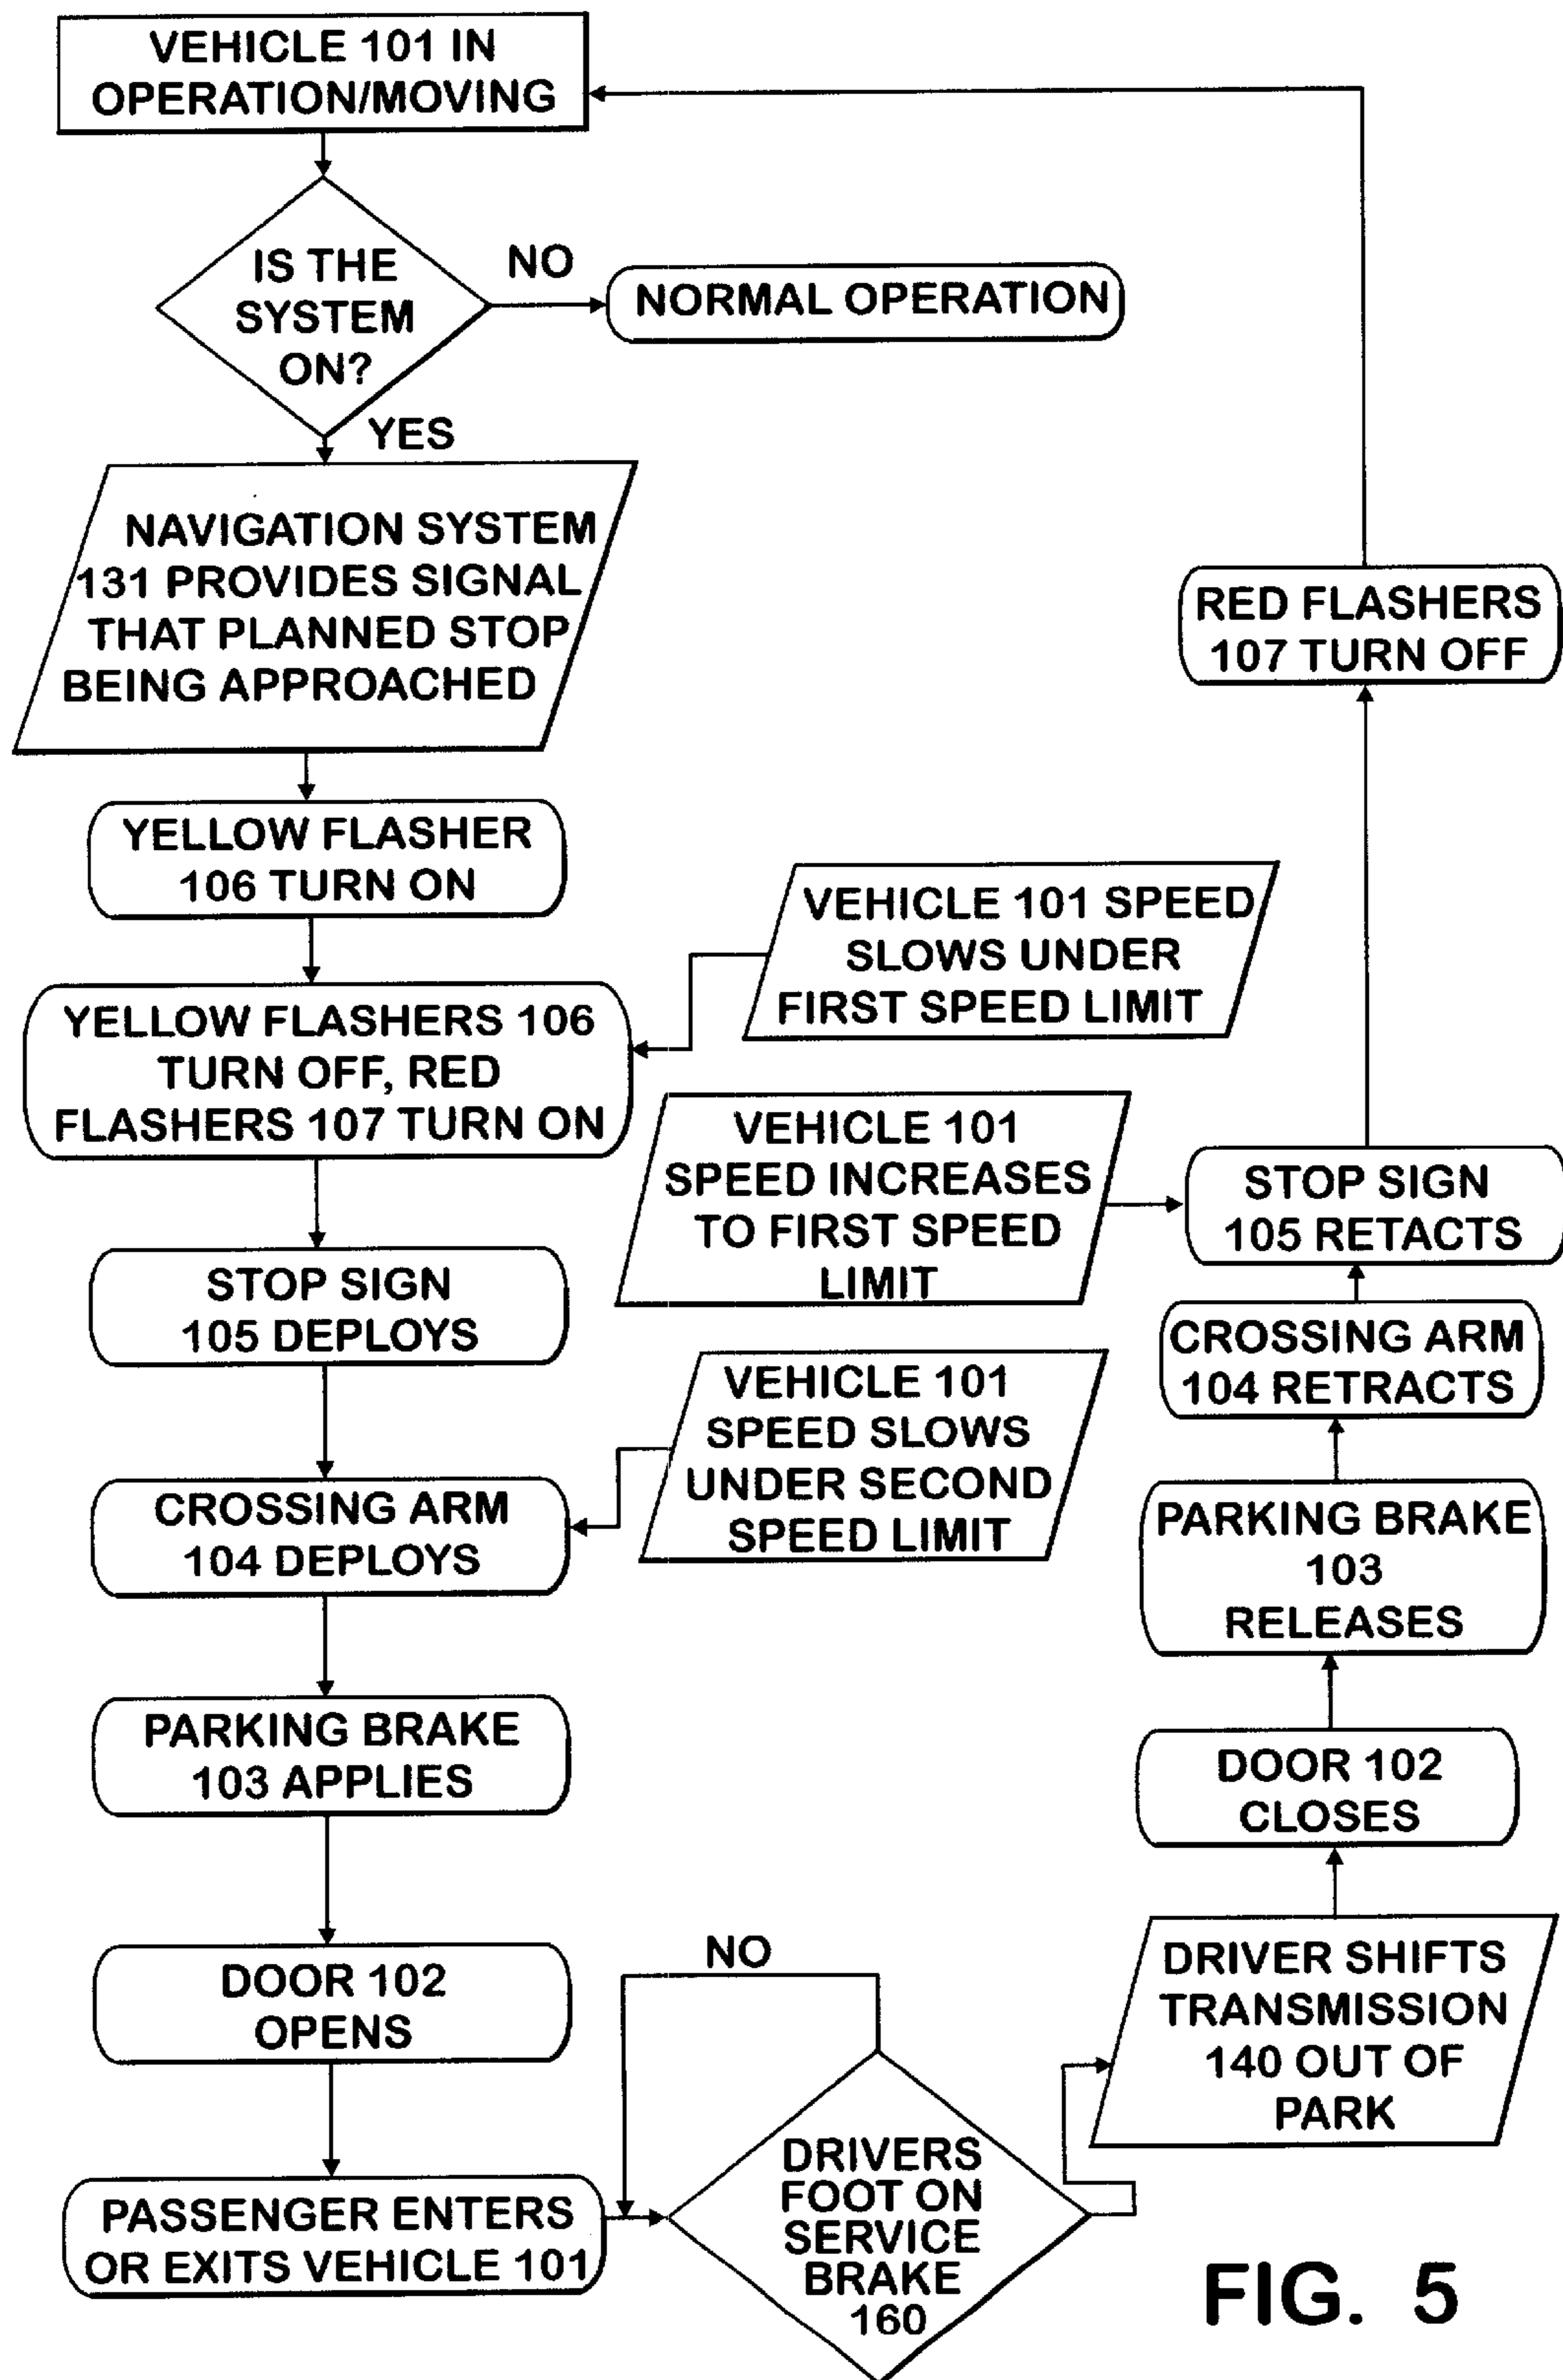 VEHICLE 101 IN
OPERATION/MOVING
IS THE
SYSTEM
ON?
NO
NORMAL OPERATION
YES
NAVIGATION SYSTEM
131 PROVIDES SIGNAL
THAT PLANNED STOP
BEING APPROACHED
YELLOW FLASHER
106 TURN ON
VEHICLE 101 SPEED
SLOWS UNDER
FIRST SPEED LIMIT
YELLOW FLASHERS 106
TURN OFF, RED
FLASHERS 107 TURN ON
STOP SIGN
105 DEPLOYS
VEHICLE 101
SPEED SLOWS
UNDER SECOND
SPEED LIMIT
CROSSING ARM
104 DEPLOYS
PARKING BRAKE
103 APPLIES
DOOR 102
OPENS
PASSENGER ENTERS
OR EXITS VEHICLE 101
NO
DRIVERS
FOOT ON
SERVICE
BRAKE
160
DRIVER SHIFTS
TRANSMISSION
140 OUT OF
PARK
DOOR 102
CLOSES
PARKING BRAKE
103
RELEASES
CROSSING ARM
104 RETRACTS
VEHICLE 101
SPEED INCREASES
TO FIRST SPEED
LIMIT
STOP SIGN
105 RETACTS
RED FLASHERS
107 TURN OFF
FIG. 5